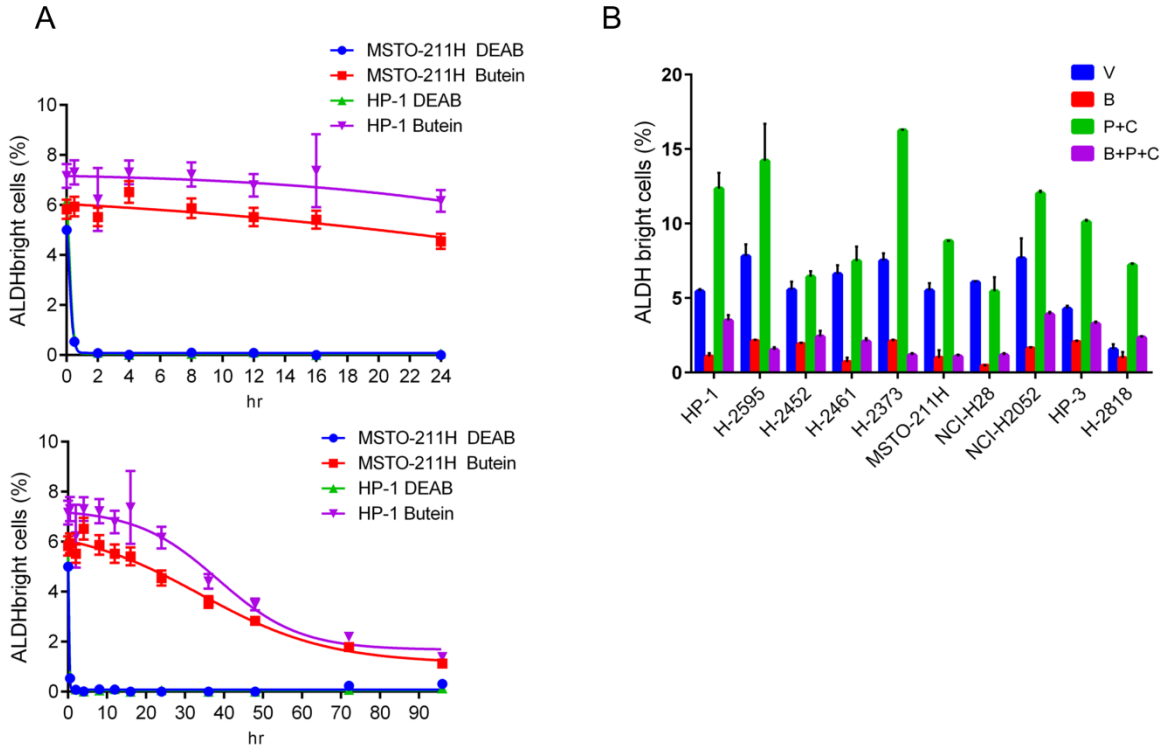 A
MSTO-211H DEAB
MSTO-211H Butein
HP-1 DEAB
HP-1 Butein
ALDHbright cells (%)
10
8
6
4
2
0
0 2 4 6 8 10 12 14 16 18 20 22 24
hr
MSTO-211H DEAB
MSTO-211H Butein
HP-1 DEAB
HP-1 Butein
ALDHbright cells (%)
8
6
4
2
0
0 10 20 30 40 50 60 70 80 90
hr
B
V
B
P+C
B+P+C
ALDH bright cells (%)
20
15
10
5
0
HP-1
H-2595
H-2452
H-2461
H-2373
MSTO-211H
NCI-H28
NCI-H2052
HP-3
H-2818